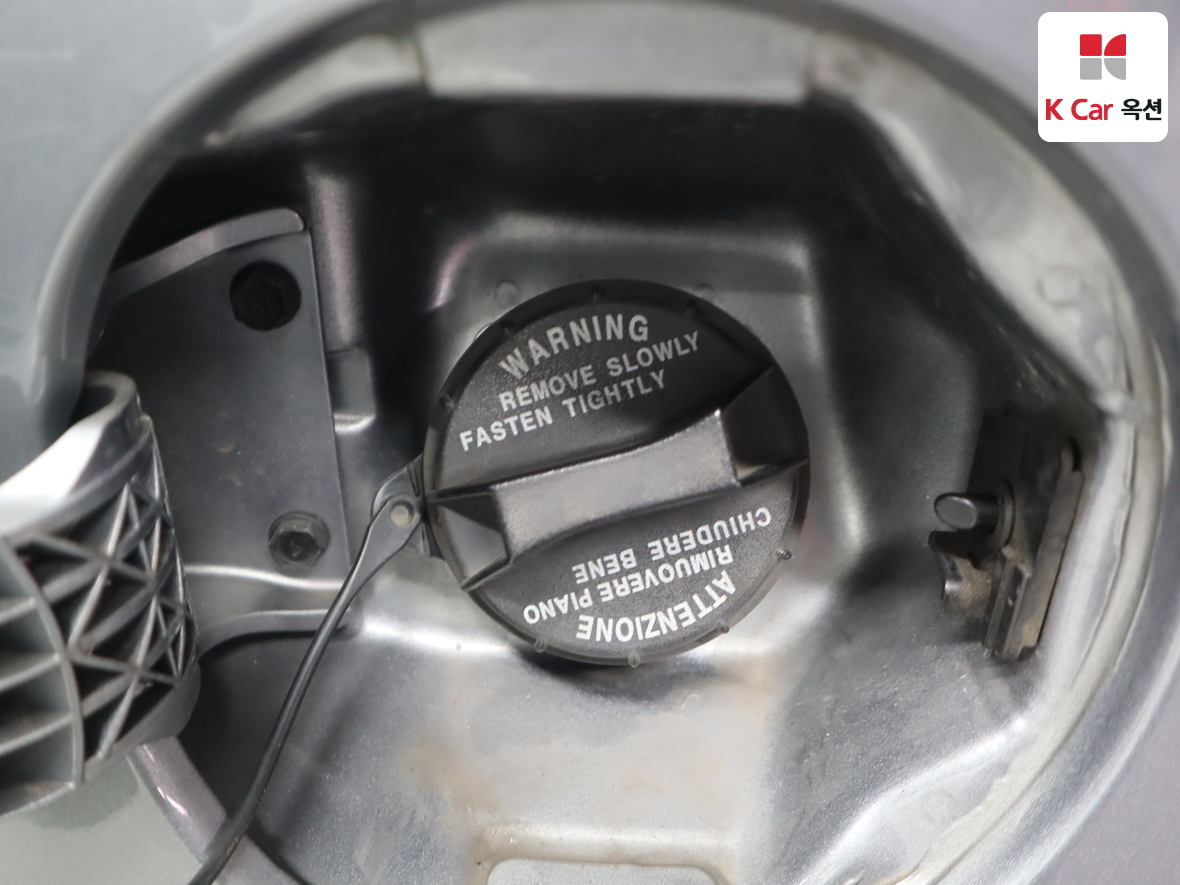 K Car 옥션
WARNING
REMOVE SLOWLY
FASTEN TIGHTLY
ATTENZIONE
RIMUOVERE PIANO
CHIUDERE BENE